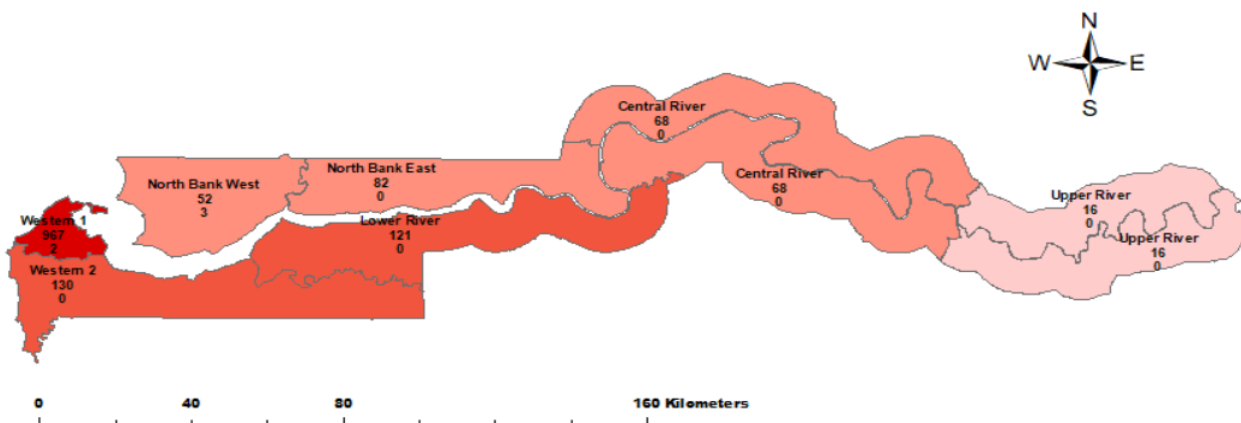 N
W E
S
Central River
68
0
North Bank East
82
0
North Bank West
52
3
Central River
68
0
Upper River
16
0
Western 1
967
2
Lower River
121
0
Upper River
16
0
Western 2
130
0
0 40 80 160 Kilometers